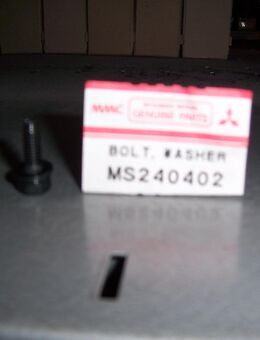 MMC
GENUINE PARTS
BOLT, WASHER
MS240402